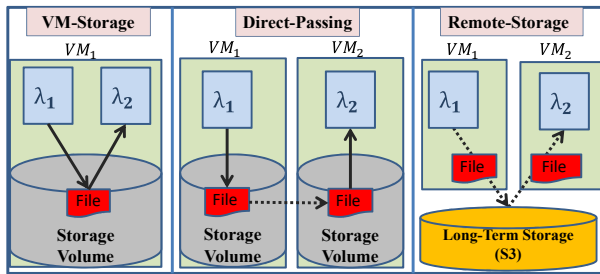 VM-Storage
Direct-Passing
Remote-Storage
VM₁
VM₁
VM₂
VM₁
VM₂
λ₁
λ₂
λ₁
λ₂
λ₁
λ₂
File
File
File
File
File
Storage
Volume
Storage
Volume
Storage
Volume
Long-Term Storage
(S3)